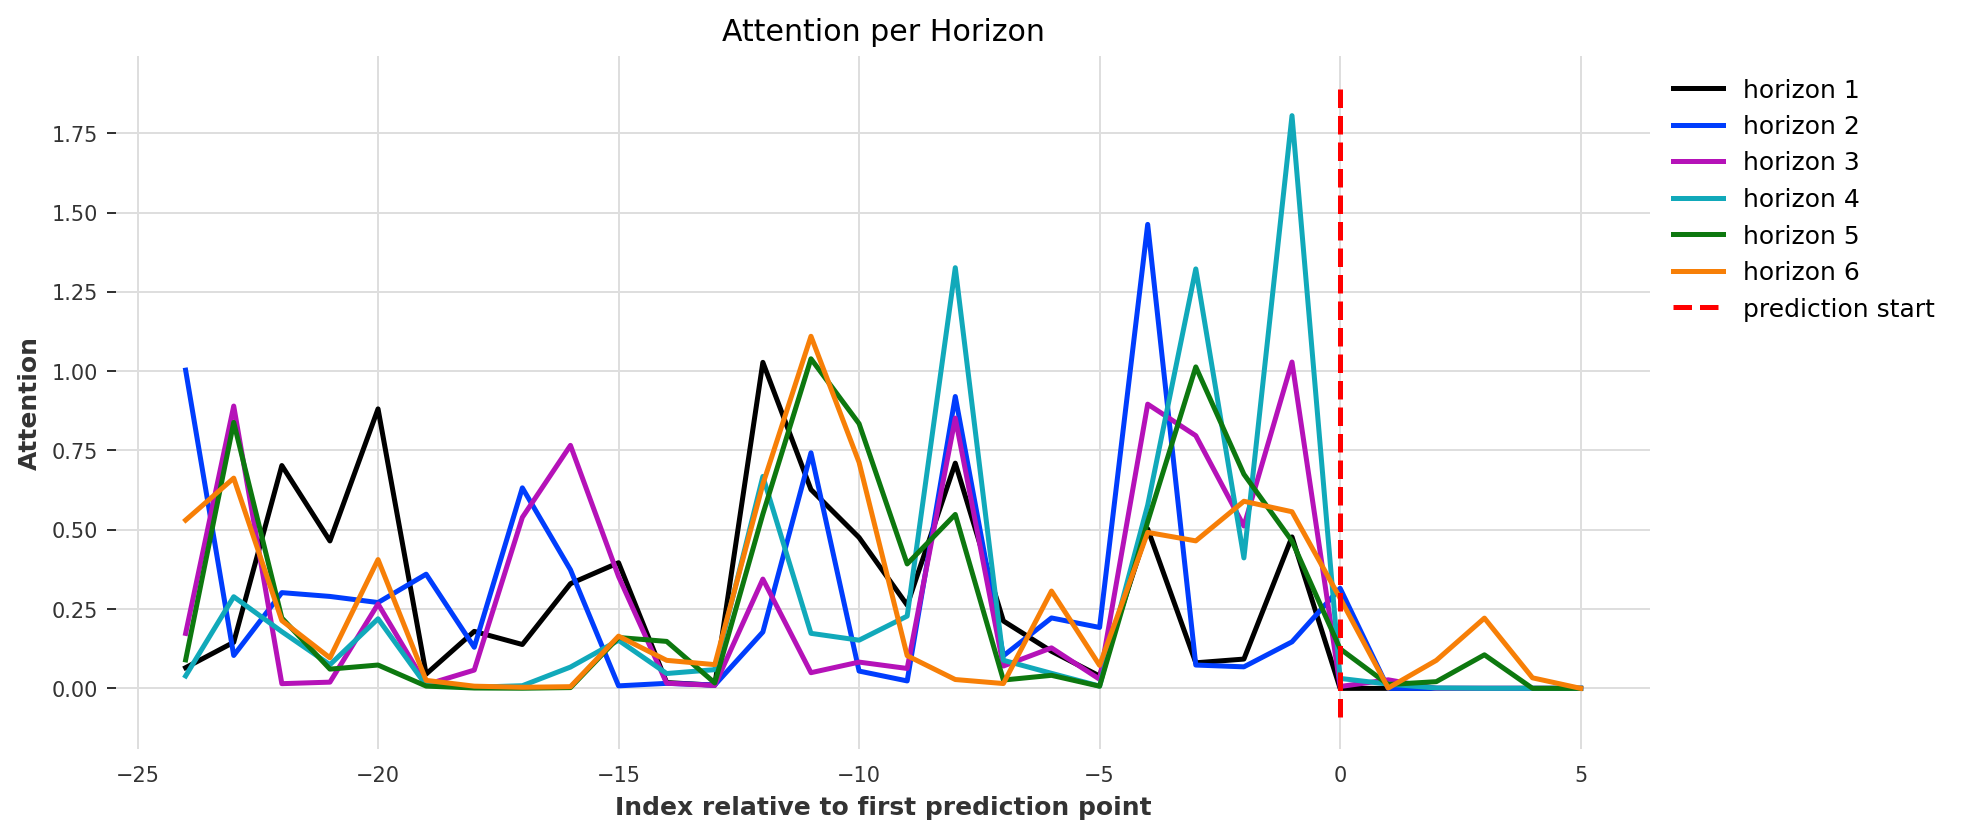 Attention per Horizon
horizon 1
horizon 2
horizon 3
horizon 4
horizon 5
horizon 6
prediction start
Attention
1.75
1.50
1.25
1.00
0.75
0.50
0.25
0.00
−25 −20 −15 −10 −5 0 5
Index relative to first prediction point